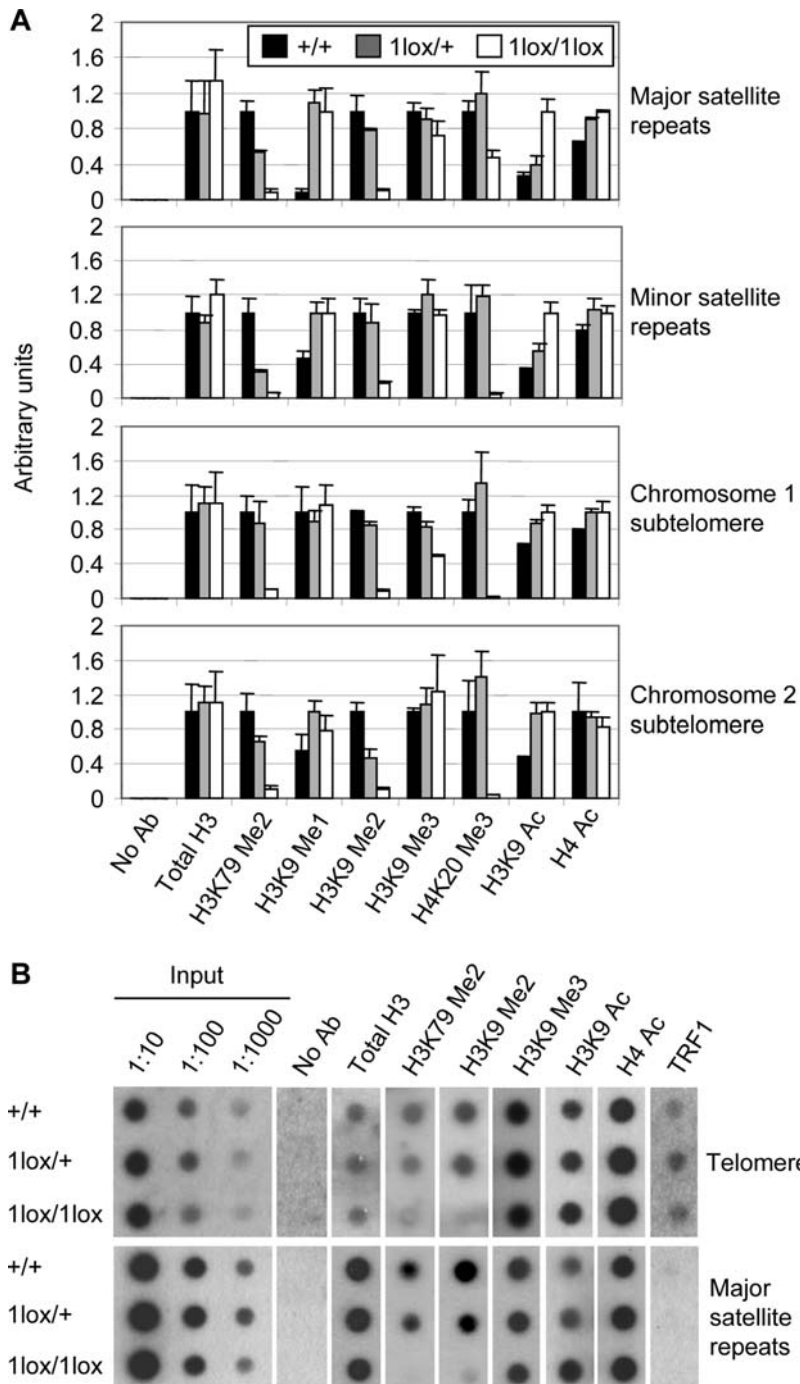 A
+/+ 1lox/+ 1lox/1lox
2
1.6
1.2
0.8
0.4
0
Major satellite
repeats
2
1.6
1.2
0.8
0.4
0
Minor satellite
repeats
Arbitrary units
2
1.6
1.2
0.8
0.4
0
Chromosome 1
subtelomere
2
1.6
1.2
0.8
0.4
0
Chromosome 2
subtelomere
No Ab Total H3 H3K79 Me2 H3K9 Me1 H3K9 Me2 H3K9 Me3 H4K20 Me3 H3K9 Ac H4 Ac
B
Input
1:10 1:100 1:1000 No Ab Total H3 H3K79 Me2 H3K9 Me2 H3K9 Me3 H3K9 Ac H4 Ac TRF1
+/+
1lox/+ Telomere
1lox/1lox
+/+
1lox/+
1lox/1lox
Major
satellite
repeats